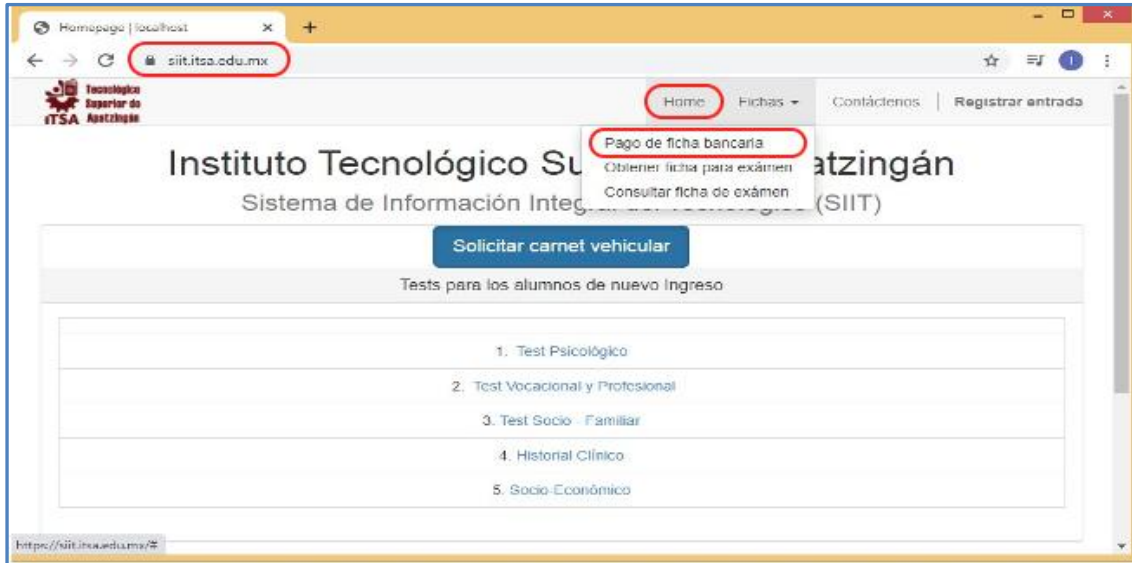 Homepage | localhost
siit.itsa.edu.mx
I
Tecnológico
Superior de
Apatzingán
ITSA
Home Fichas Contáctenos Registrar entrada
Pago de ficha bancaria
Obtener ficha para exámen
Consultar ficha de exámen
Instituto Tecnológico Su atzingán
Sistema de Información Integ (SIIT)
Solicitar carnet vehicular
Tests para los alumnos de nuevo Ingreso
1. Test Psicológico
2. Test Vocacional y Profesional
3. Test Socio - Familiar
4. Historial Clínico
5. Socio-Económico
https://siit.itsa.edu.mx/#